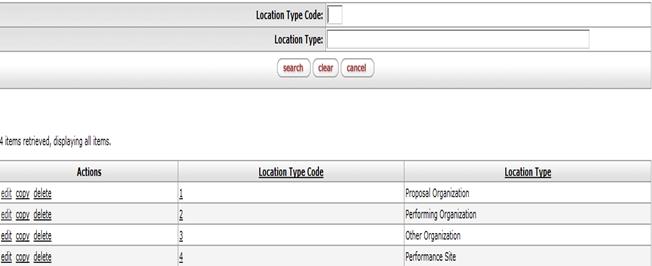 Location Type Code:
Location Type:
search clear cancel
4 items retrieved, displaying all items.
Actions Location Type Code Location Type
edit copy delete 1 Proposal Organization
edit copy delete 2 Performing Organization
edit copy delete 3 Other Organization
edit copy delete 4 Performance Site